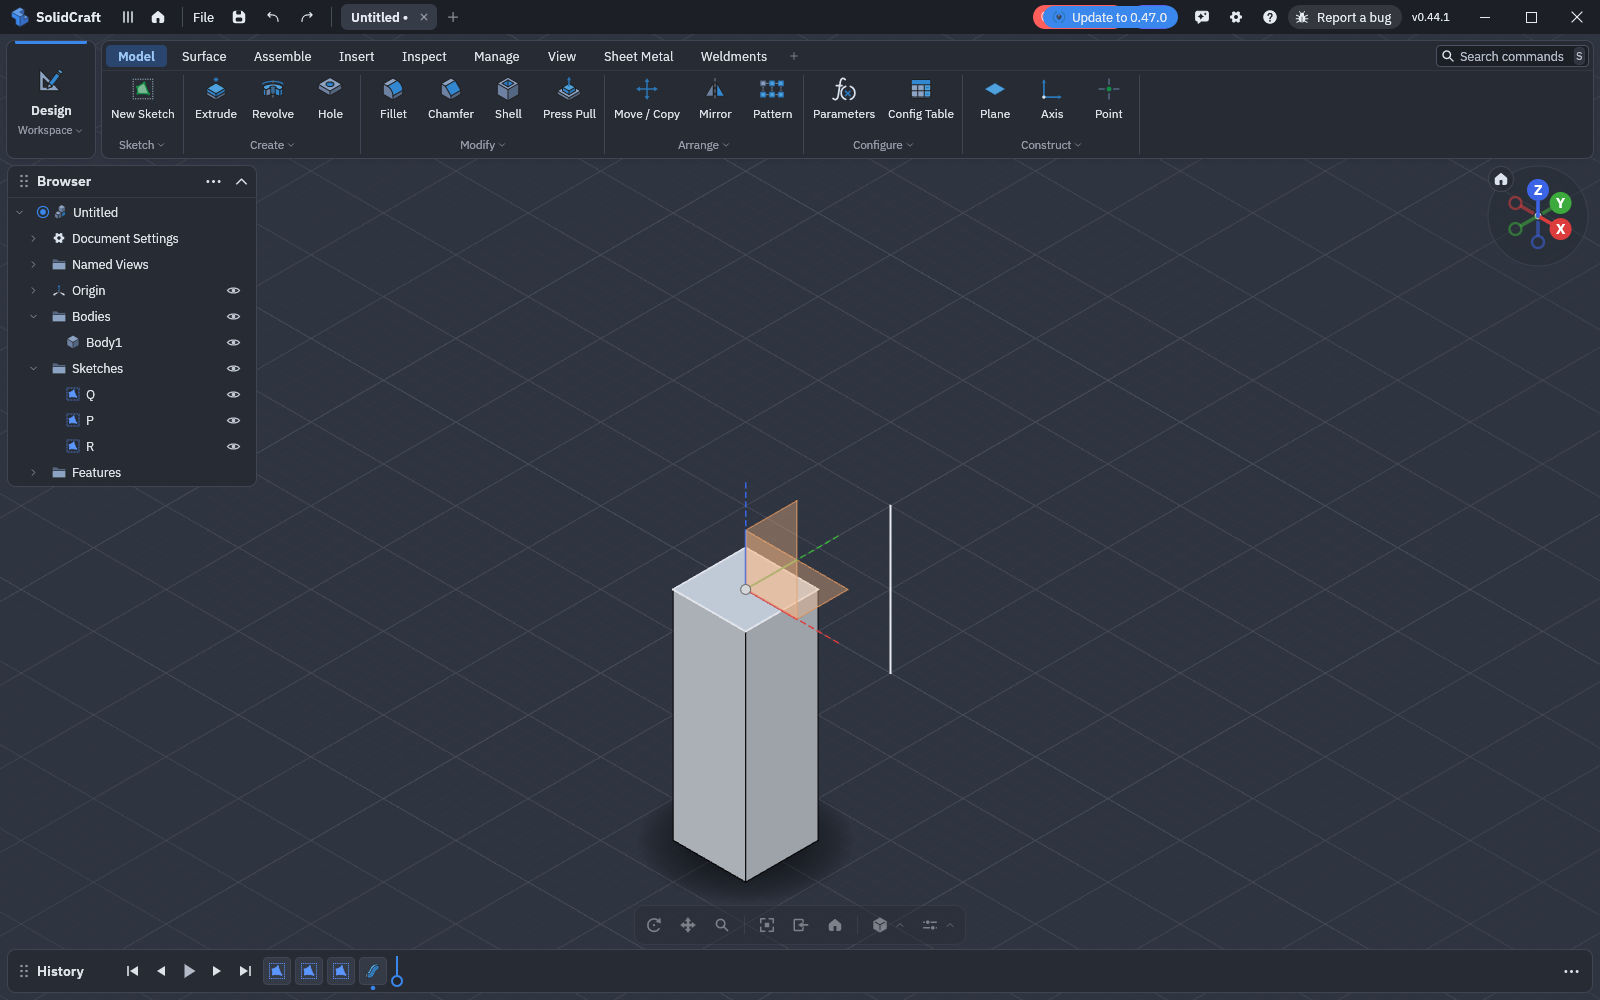 SolidCraft
File
Untitled •
Update to 0.47.0
Report a bug
v0.44.1
Design
Workspace
Model
Surface
Assemble
Insert
Inspect
Manage
View
Sheet Metal
Weldments
Search commands
S
New Sketch
Extrude
Revolve
Hole
Fillet
Chamfer
Shell
Press Pull
Move / Copy
Mirror
Pattern
Parameters
Config Table
Plane
Axis
Point
Sketch
Create
Modify
Arrange
Configure
Construct
Browser
Untitled
Document Settings
Named Views
Origin
Bodies
Body1
Sketches
Q
P
R
Features
Z
Y
X
History